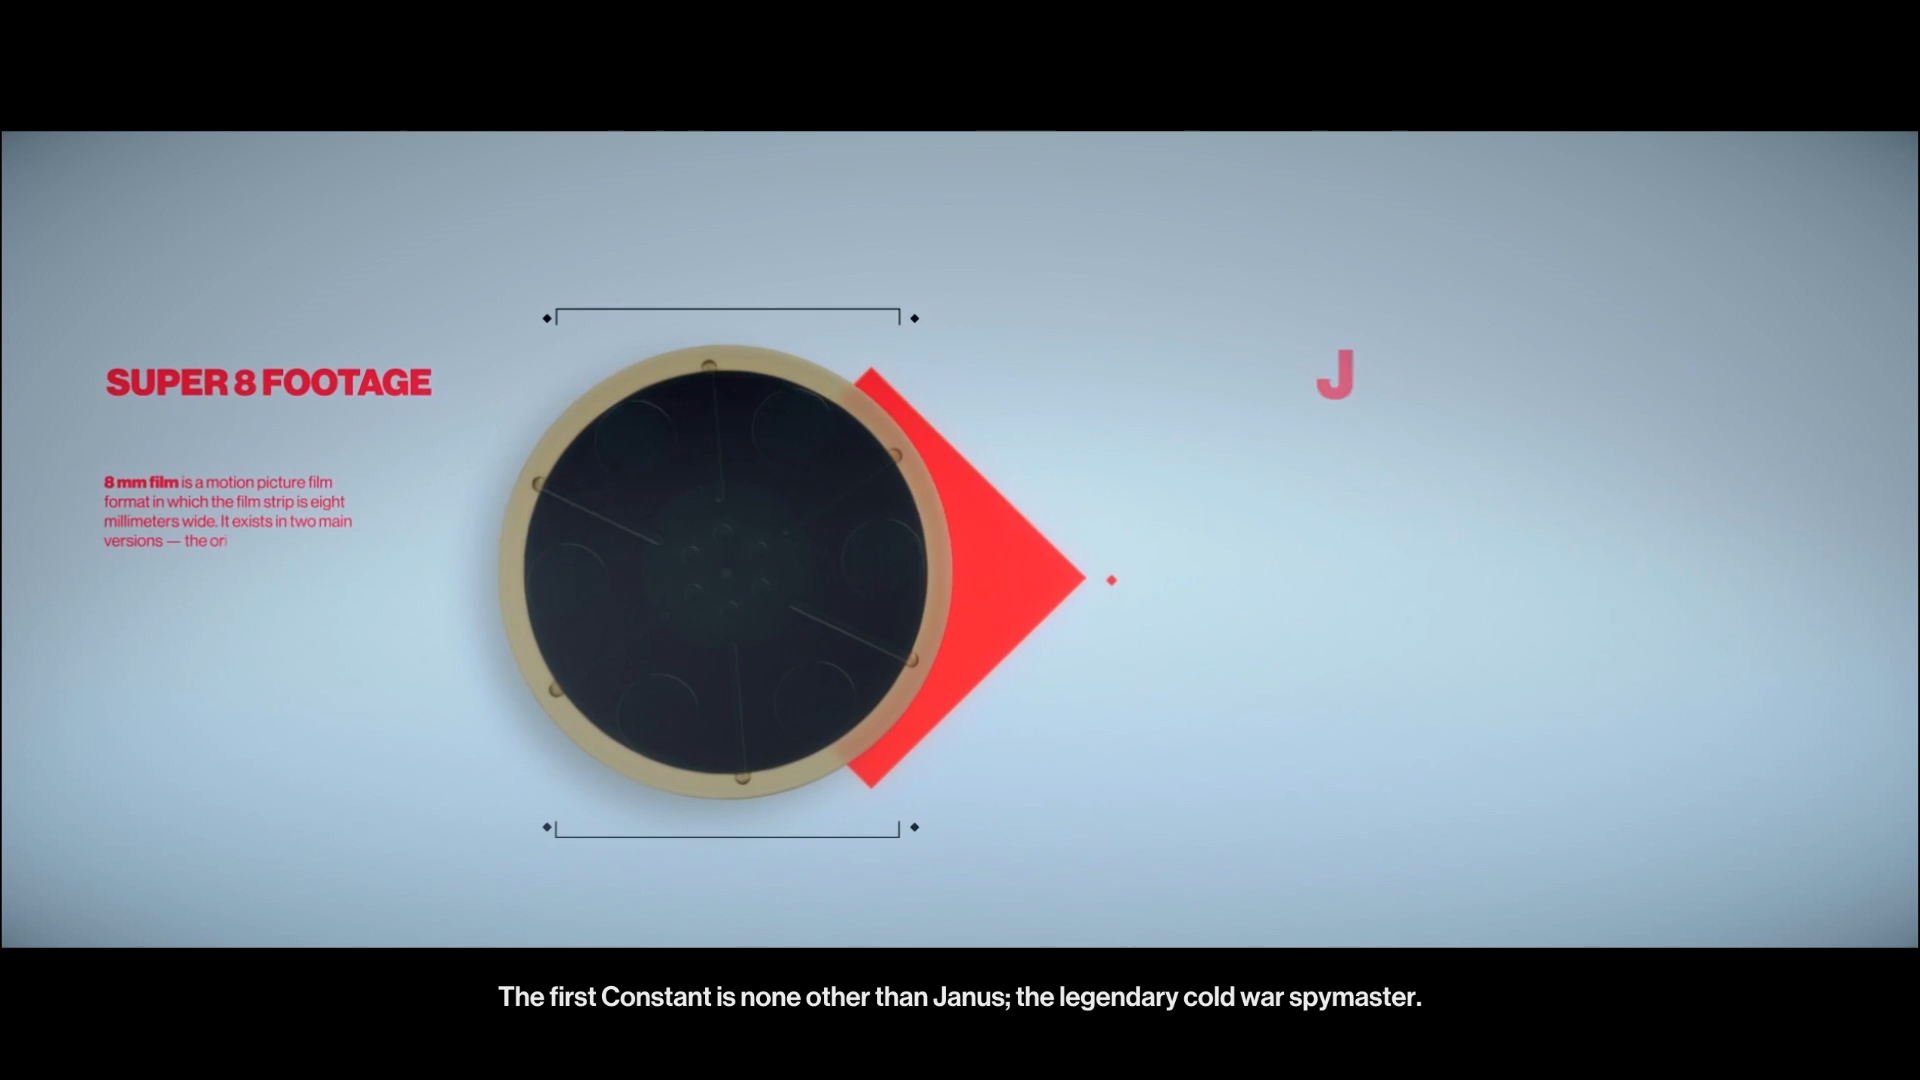 SUPER 8 FOOTAGE
8 mm film is a motion picture film
format in which the film strip is eight
millimeters wide. It exists in two main
versions — the ori
J
The first Constant is none other than Janus; the legendary cold war spymaster.